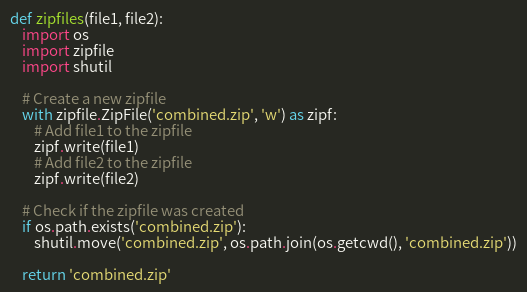 def zipfiles(file1, file2):
    import os
    import zipfile
    import shutil

    # Create a new zipfile
    with zipfile.ZipFile('combined.zip', 'w') as zipf:
        # Add file1 to the zipfile
        zipf.write(file1)
        # Add file2 to the zipfile
        zipf.write(file2)

    # Check if the zipfile was created
    if os.path.exists('combined.zip'):
        shutil.move('combined.zip', os.path.join(os.getcwd(), 'combined.zip'))

    return 'combined.zip'